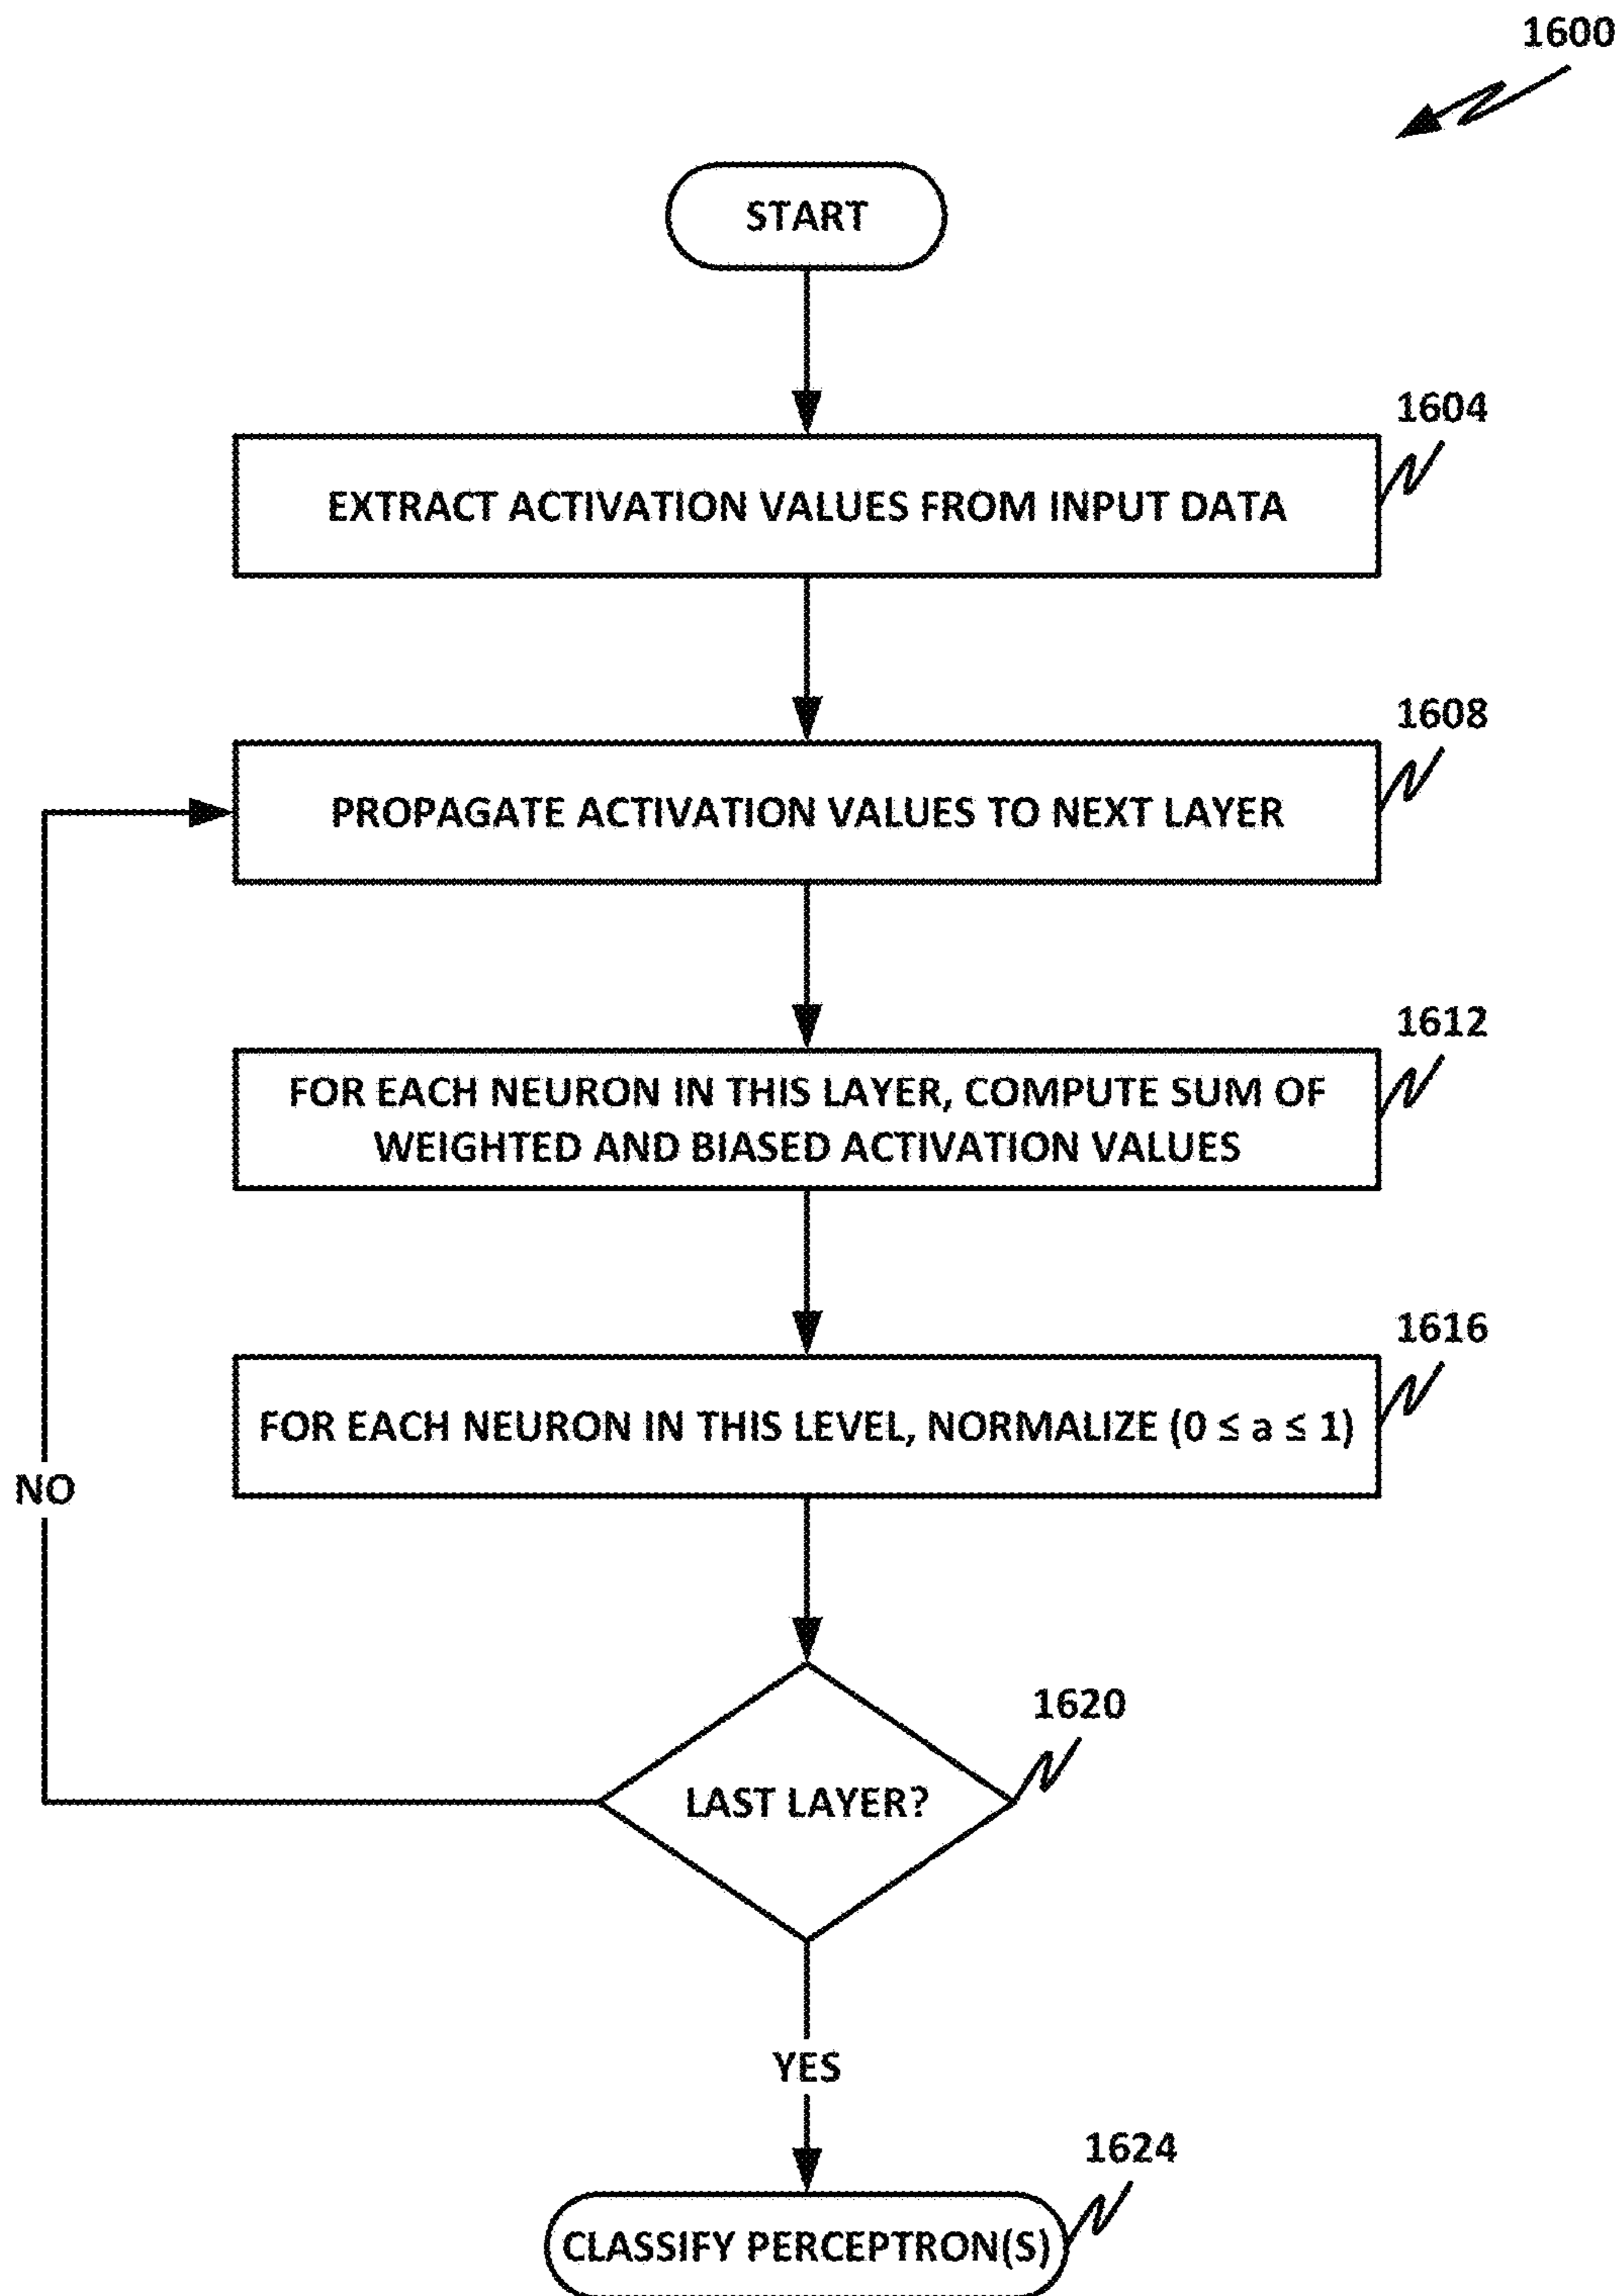 1600
START
1604
EXTRACT ACTIVATION VALUES FROM INPUT DATA
1608
PROPAGATE ACTIVATION VALUES TO NEXT LAYER
1612
FOR EACH NEURON IN THIS LAYER, COMPUTE SUM OF
WEIGHTED AND BIASED ACTIVATION VALUES
1616
FOR EACH NEURON IN THIS LEVEL, NORMALIZE (0 ≤ a ≤ 1)
NO
1620
LAST LAYER?
YES
1624
CLASSIFY PERCEPTRON(S)